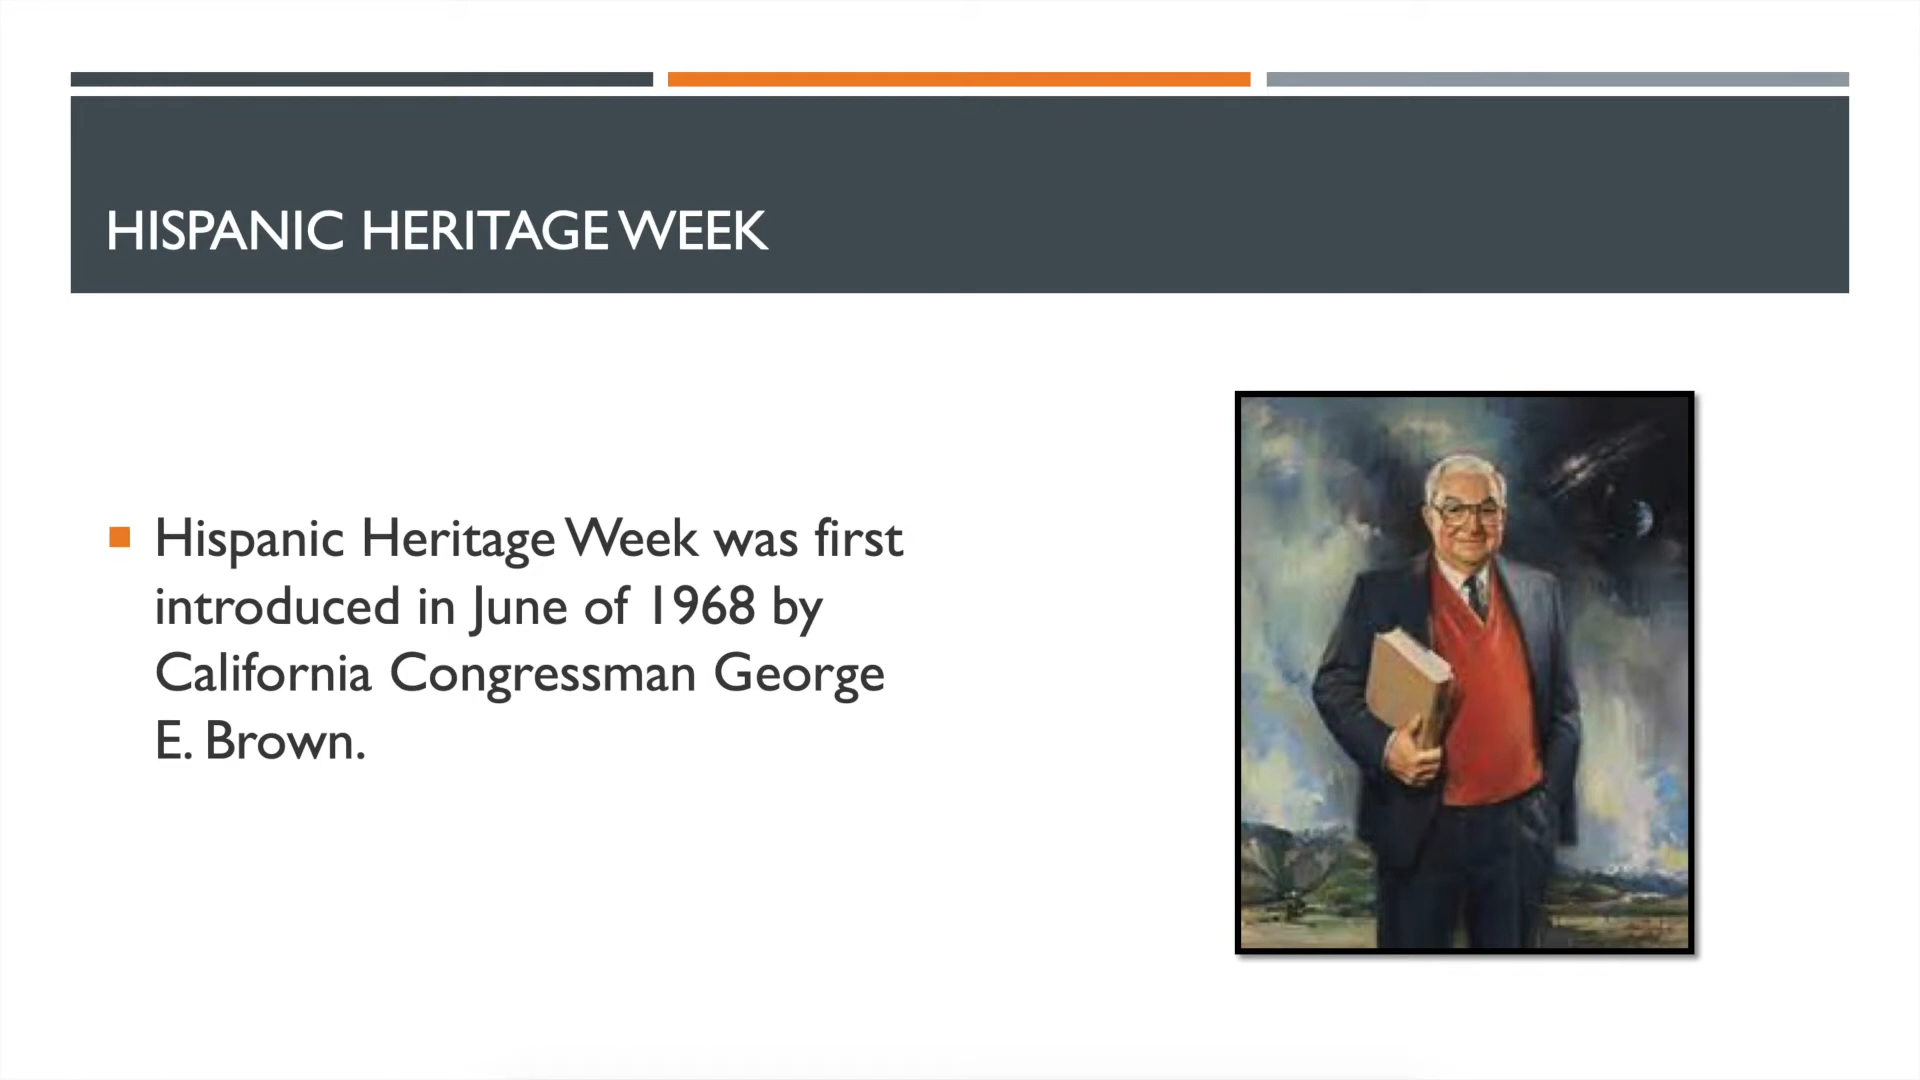 HISPANIC HERITAGE WEEK
Hispanic Heritage Week was first
introduced in June of 1968 by
California Congressman George
E. Brown.